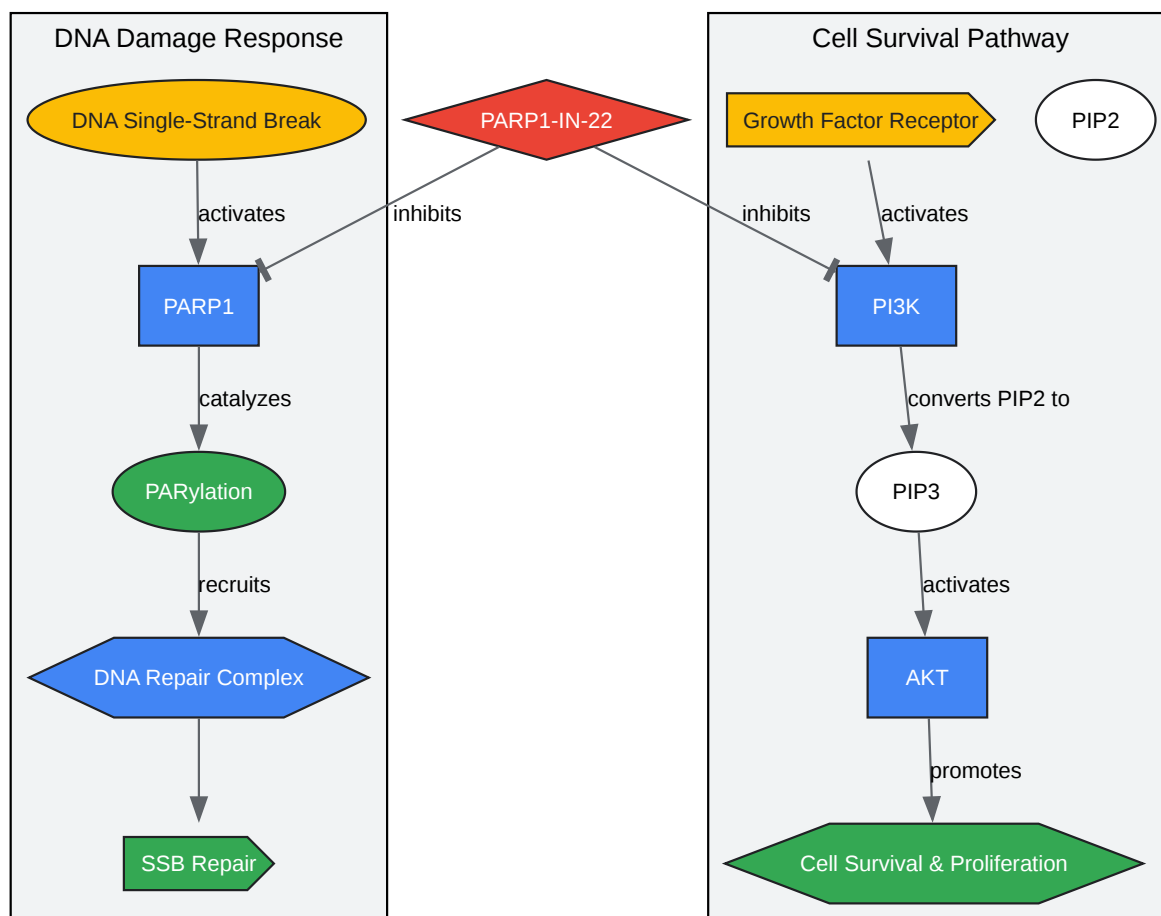 DNA Damage Response
Cell Survival Pathway
DNA Single-Strand Break
PARP1-IN-22
Growth Factor Receptor
PIP2
activates
inhibits
inhibits
activates
PARP1
PI3K
catalyzes
converts PIP2 to
PARylation
PIP3
recruits
activates
DNA Repair Complex
AKT
promotes
SSB Repair
Cell Survival & Proliferation